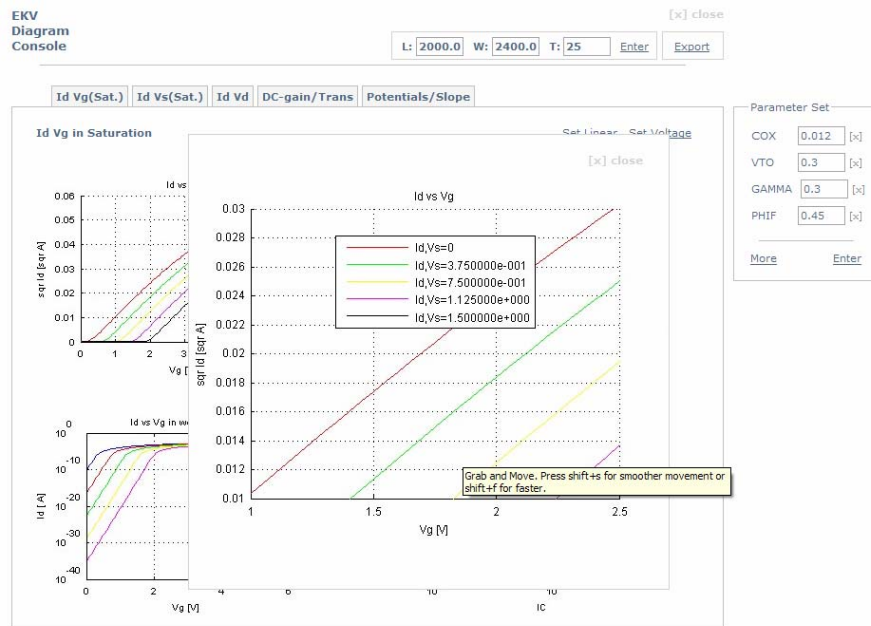 EKV
Diagram
Console
[x] close
L: 2000.0 W: 2400.0 T: 25 Enter Export
Id Vg(Sat.) Id Vs(Sat.) Id Vd DC-gain/Trans Potentials/Slope
Id Vg in Saturation
Set Linear Set Voltage
Parameter Set
COX 0.012 [x]
VTO 0.3 [x]
GAMMA 0.3 [x]
PHIF 0.45 [x]
More Enter
Id vs
0.06
0.05
0.04
0.03
0.02
0.01
0
0 1 2 3
sqr Id [sqr A]
Vg [
[x] close
Id vs Vg
0.03
0.028
0.026
0.024
0.022
0.02
0.018
0.016
0.014
0.012
0.01
1 1.5 2 2.5
sqr Id [sqr A]
Vg [V]
Id,Vs=0
Id,Vs=3.750000e-001
Id,Vs=7.500000e-001
Id,Vs=1.125000e+000
Id,Vs=1.500000e+000
Grab and Move. Press shift+s for smoother movement or
shift+f for faster.
Id vs Vg in we
10 0
10 -10
10 -20
10 -30
10 -40
0 2 4 6
Id [ A]
Vg [V]
10 10
IC